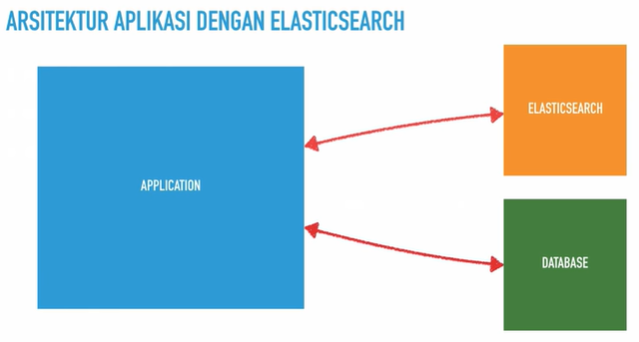 ARSITEKTUR APLIKASI DENGAN ELASTICSEARCH
ELASTICSEARCH
APPLICATION
DATABASE